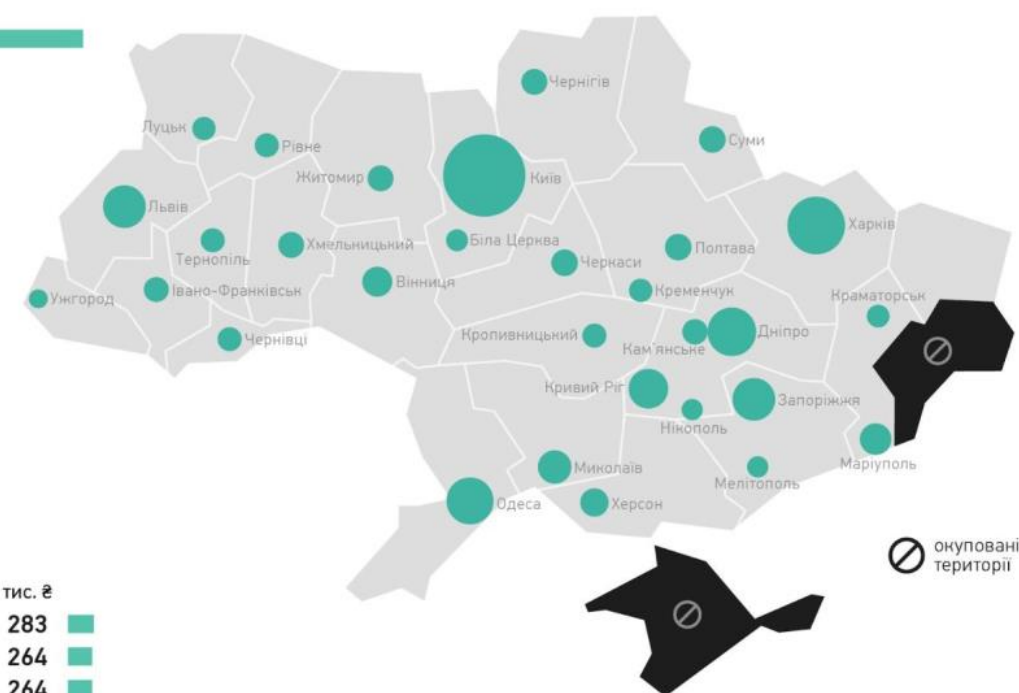 Чернігів
Луцьк
Рівне
Суми
Житомир
Київ
Львів
Харків
Тернопіль
Хмельницький
Біла Церква
Полтава
Черкаси
Вінниця
Івано-Франківськ
Ужгород
Кременчук
Краматорськ
Чернівці
Кропивницький
Кам'янське
Дніпро
Кривий Ріг
Запоріжжя
Нікополь
Миколаїв
Мелітополь
Маріуполь
Одеса
Херсон
окуповані
території
тис. ₴
283
264
264